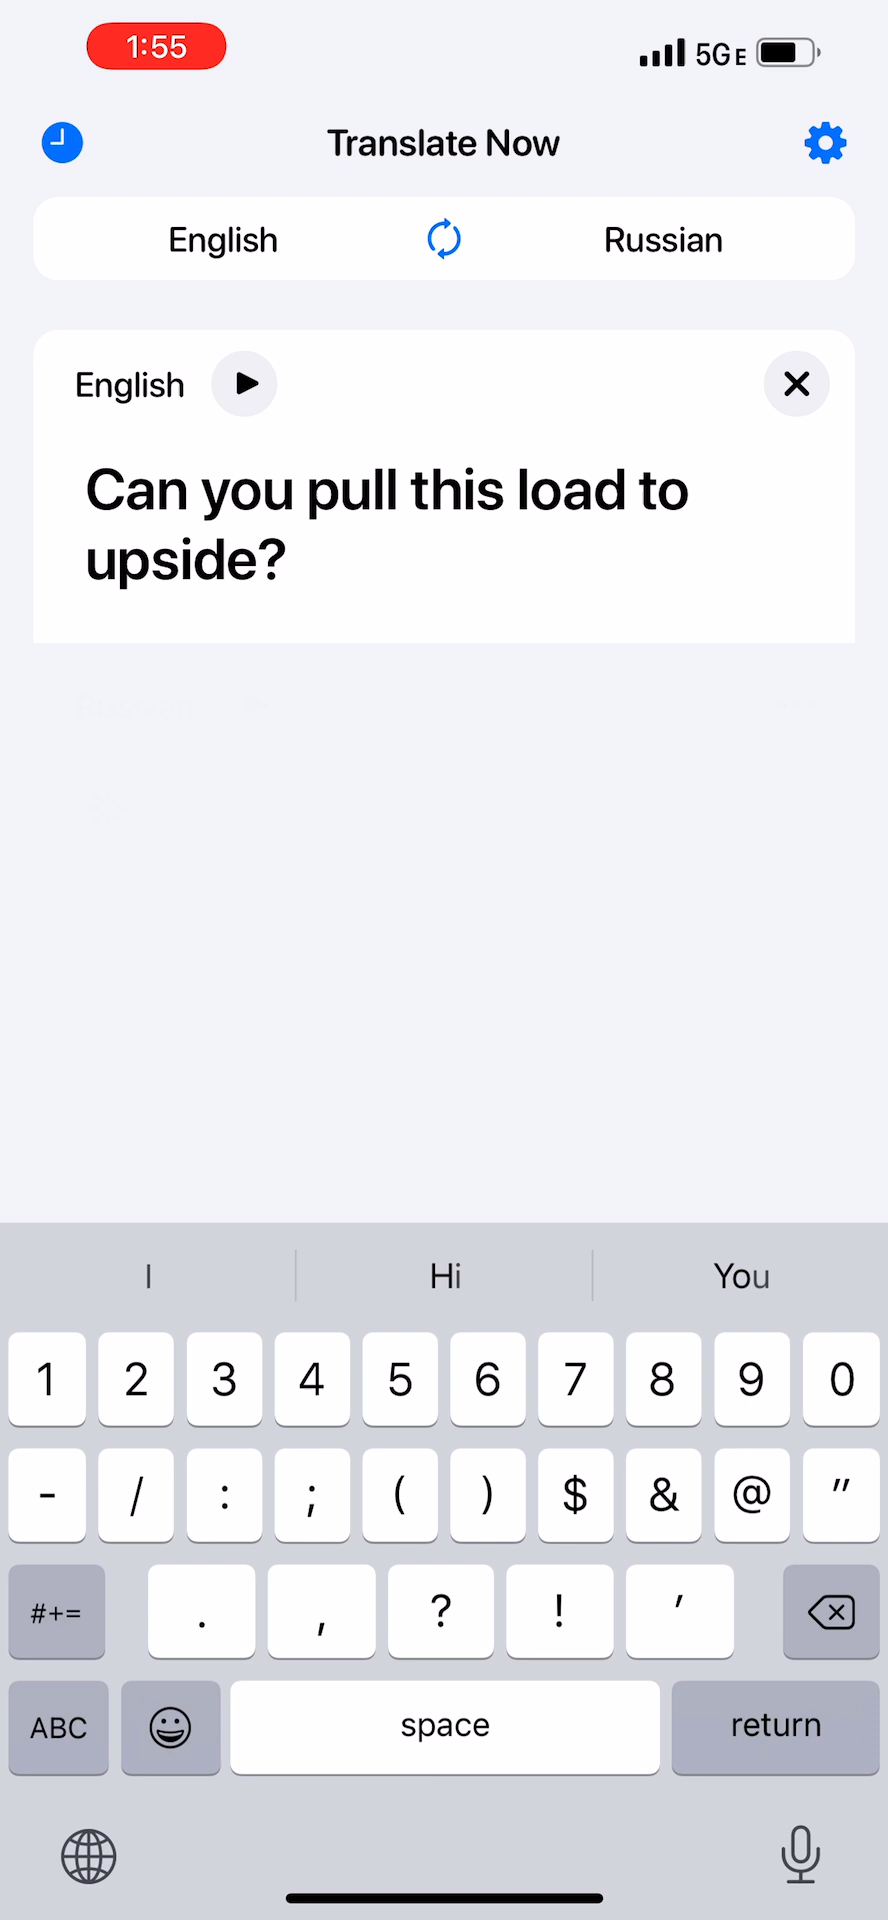 1:55
5GE
Translate Now
English
Russian
English
Can you pull this load to
upside?
I
Hi
You
1 2 3 4 5 6 7 8 9 0
- / : ; ( ) $ & @ "
#+= . , ? ! '
ABC
space
return